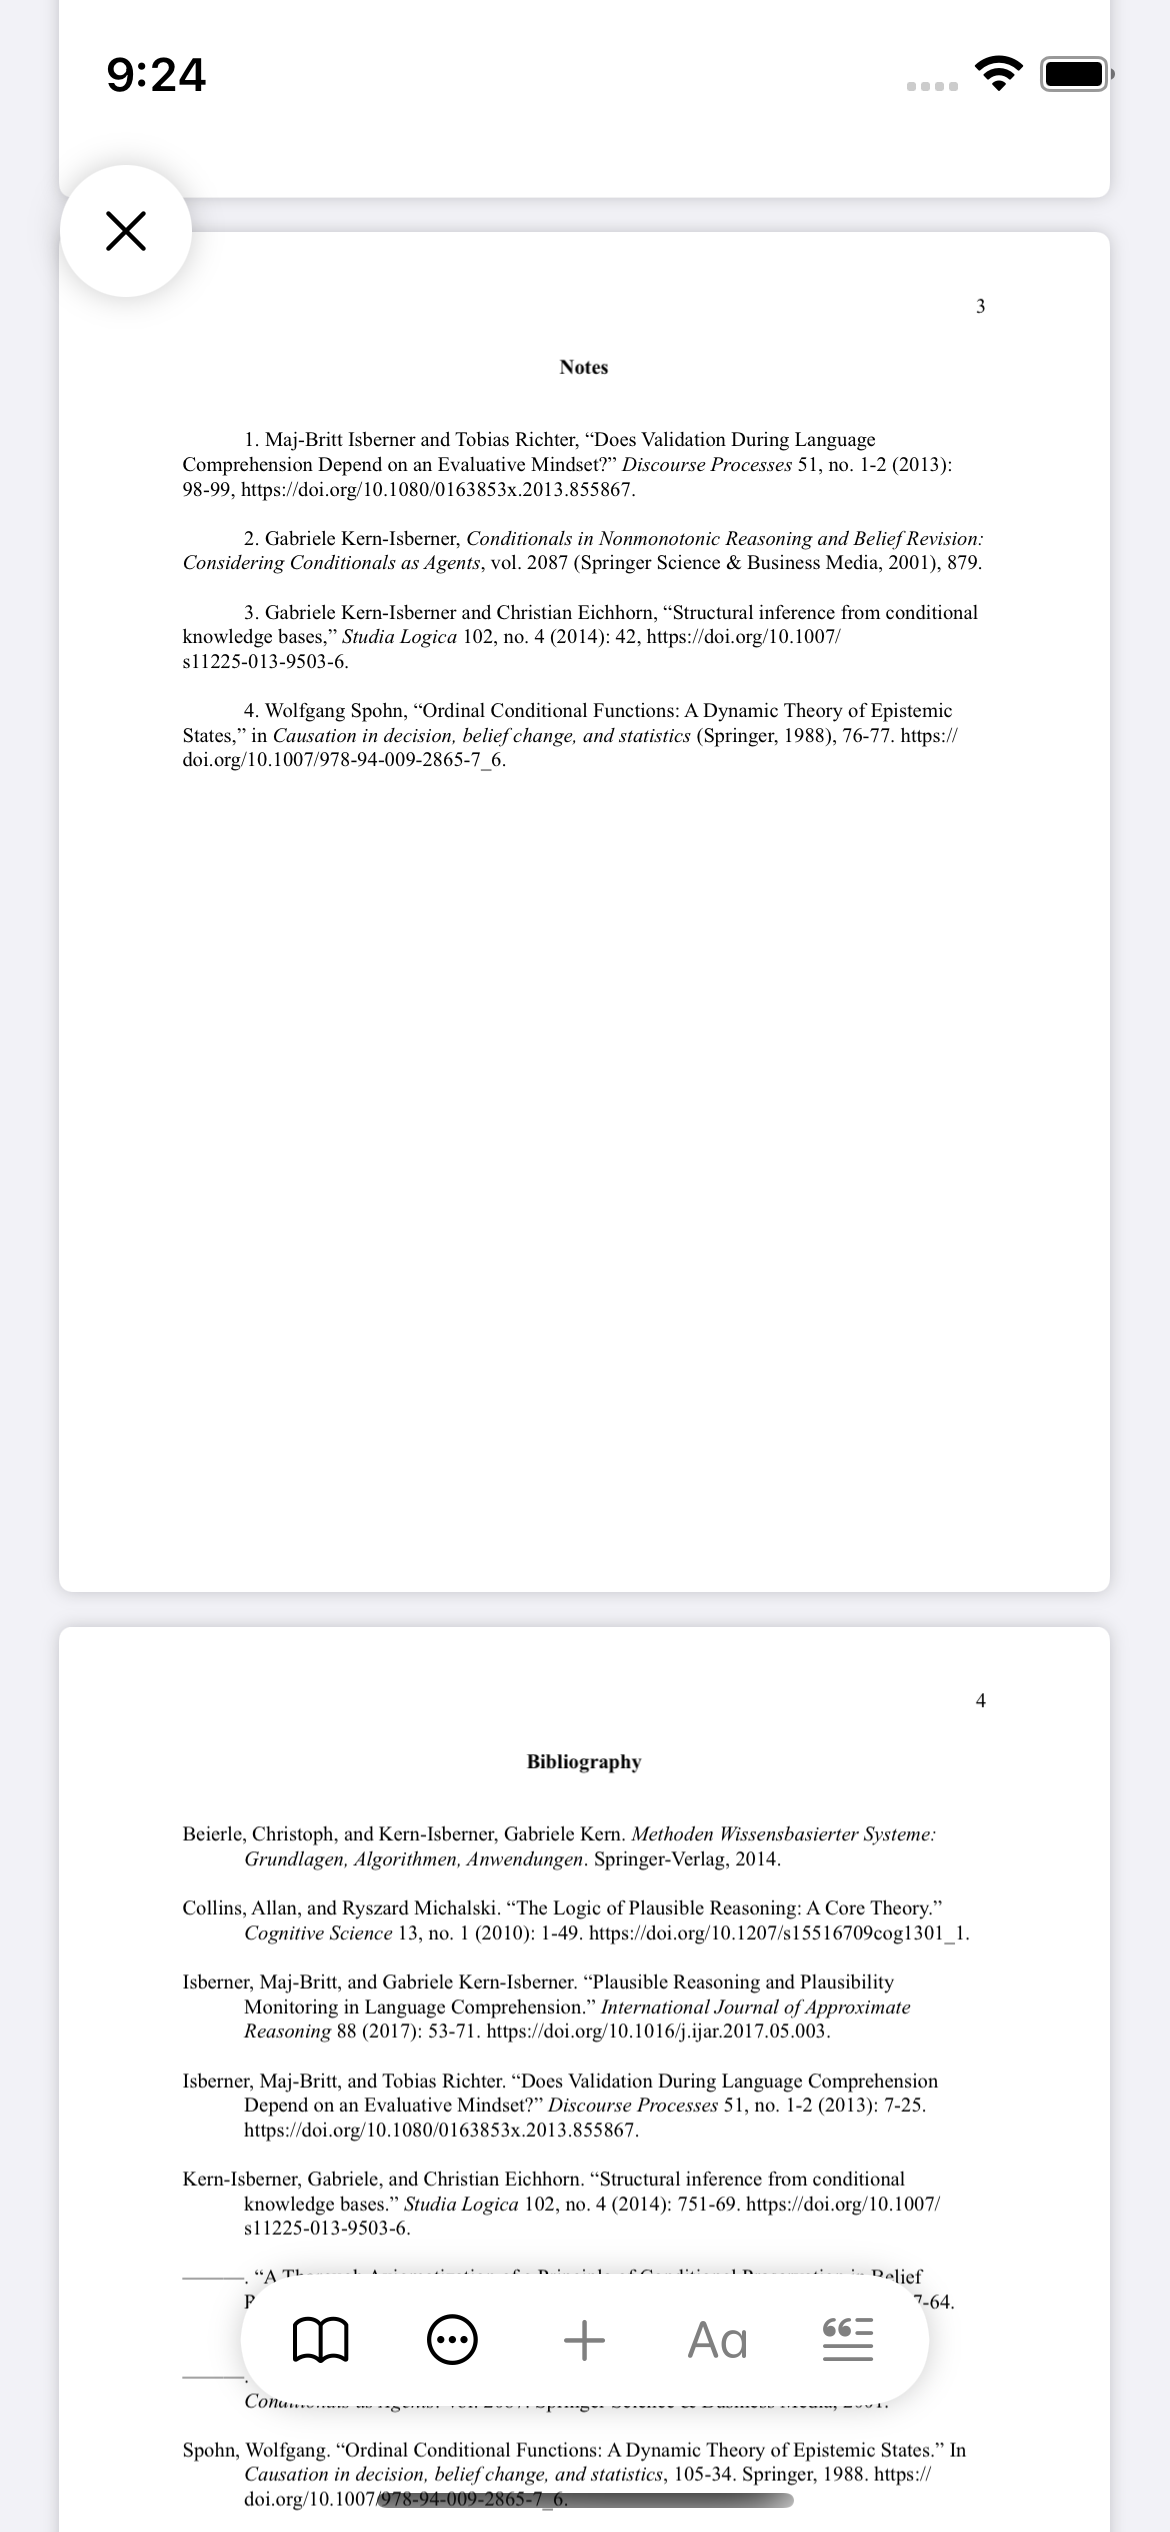 9:24
3
Notes
1. Maj-Britt Isberner and Tobias Richter, “Does Validation During Language
Comprehension Depend on an Evaluative Mindset?” Discourse Processes 51, no. 1-2 (2013):
98-99, https://doi.org/10.1080/0163853x.2013.855867.
2. Gabriele Kern-Isberner, Conditionals in Nonmonotonic Reasoning and Belief Revision:
Considering Conditionals as Agents, vol. 2087 (Springer Science & Business Media, 2001), 879.
3. Gabriele Kern-Isberner and Christian Eichhorn, “Structural inference from conditional
knowledge bases,” Studia Logica 102, no. 4 (2014): 42, https://doi.org/10.1007/
s11225-013-9503-6.
4. Wolfgang Spohn, “Ordinal Conditional Functions: A Dynamic Theory of Epistemic
States,” in Causation in decision, belief change, and statistics (Springer, 1988), 76-77. https://
doi.org/10.1007/978-94-009-2865-7_6.
4
Bibliography
Beierle, Christoph, and Kern-Isberner, Gabriele Kern. Methoden Wissensbasierter Systeme:
Grundlagen, Algorithmen, Anwendungen. Springer-Verlag, 2014.
Collins, Allan, and Ryszard Michalski. “The Logic of Plausible Reasoning: A Core Theory.”
Cognitive Science 13, no. 1 (2010): 1-49. https://doi.org/10.1207/s15516709cog1301_1.
Isberner, Maj-Britt, and Gabriele Kern-Isberner. “Plausible Reasoning and Plausibility
Monitoring in Language Comprehension.” International Journal of Approximate
Reasoning 88 (2017): 53-71. https://doi.org/10.1016/j.ijar.2017.05.003.
Isberner, Maj-Britt, and Tobias Richter. “Does Validation During Language Comprehension
Depend on an Evaluative Mindset?” Discourse Processes 51, no. 1-2 (2013): 7-25.
https://doi.org/10.1080/0163853x.2013.855867.
Kern-Isberner, Gabriele, and Christian Eichhorn. “Structural inference from conditional
knowledge bases.” Studia Logica 102, no. 4 (2014): 751-69. https://doi.org/10.1007/
s11225-013-9503-6.
———. “A Belief
7-64.
———.
Aa
Spohn, Wolfgang. “Ordinal Conditional Functions: A Dynamic Theory of Epistemic States.” In
Causation in decision, belief change, and statistics, 105-34. Springer, 1988. https://
doi.org/10.1007/978-94-009-2865-7_6.